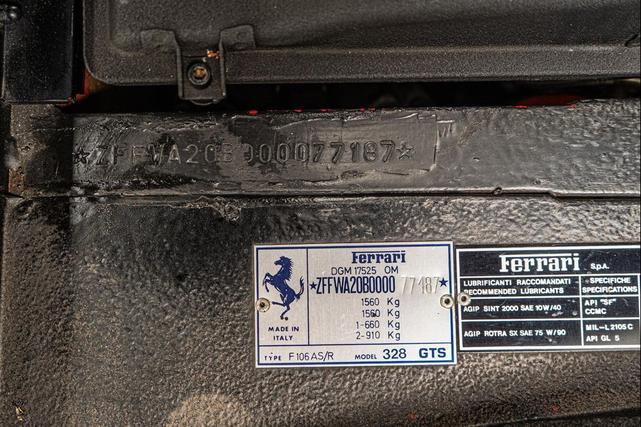 ★ZFFWA20B000077187★
Ferrari
DGM 17525 OM
★ZFFWA20B0000 77187★
1560 Kg
1560 Kg
1-660 Kg
2-910 Kg
MADE IN
ITALY
TYPE F106AS/R MODEL 328 GTS
Ferrari S.p.A.
LUBRIFICANTI RACCOMANDATI
RECOMMENDED LUBRICANTS
SPECIFICHE
SPECIFICATIONS
AGIP SINT 2000 SAE 10W/40
API "SF"
CCMC
AGIP ROTRA SX SAE 75 W/90
MIL-L 2105 C
API GL 5